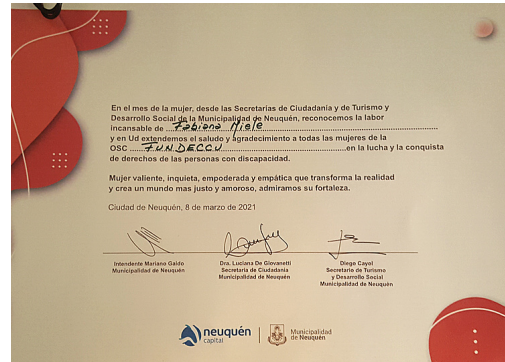 En el mes de la mujer, desde las Secretarias de Ciudadania y de Turismo y
Desarrollo Social de la Municipalidad de Neuquén, reconocemos la labor
incansable de Fabiana Miele
y en Ud extendemos el saludo y agradecimiento a todas las mujeres de la
OSC FUNDECCU en la lucha y la conquista
de derechos de las personas con discapacidad.
Mujer valiente, inquieta, empoderada y empática que transforma la realidad
y crea un mundo mas justo y amoroso, admiramos su fortaleza.
Ciudad de Neuquén, 8 de marzo de 2021
Intendente Mariano Gaido
Municipalidad de Neuquén
Dra. Luciana De Giovanetti
Secretaria de Ciudadania
Municipalidad de Neuquén
Diego Cayol
Secretario de Turismo
y Desarrollo Social
Municipalidad de Neuquén
neuquén
capital
Municipalidad
de Neuquén